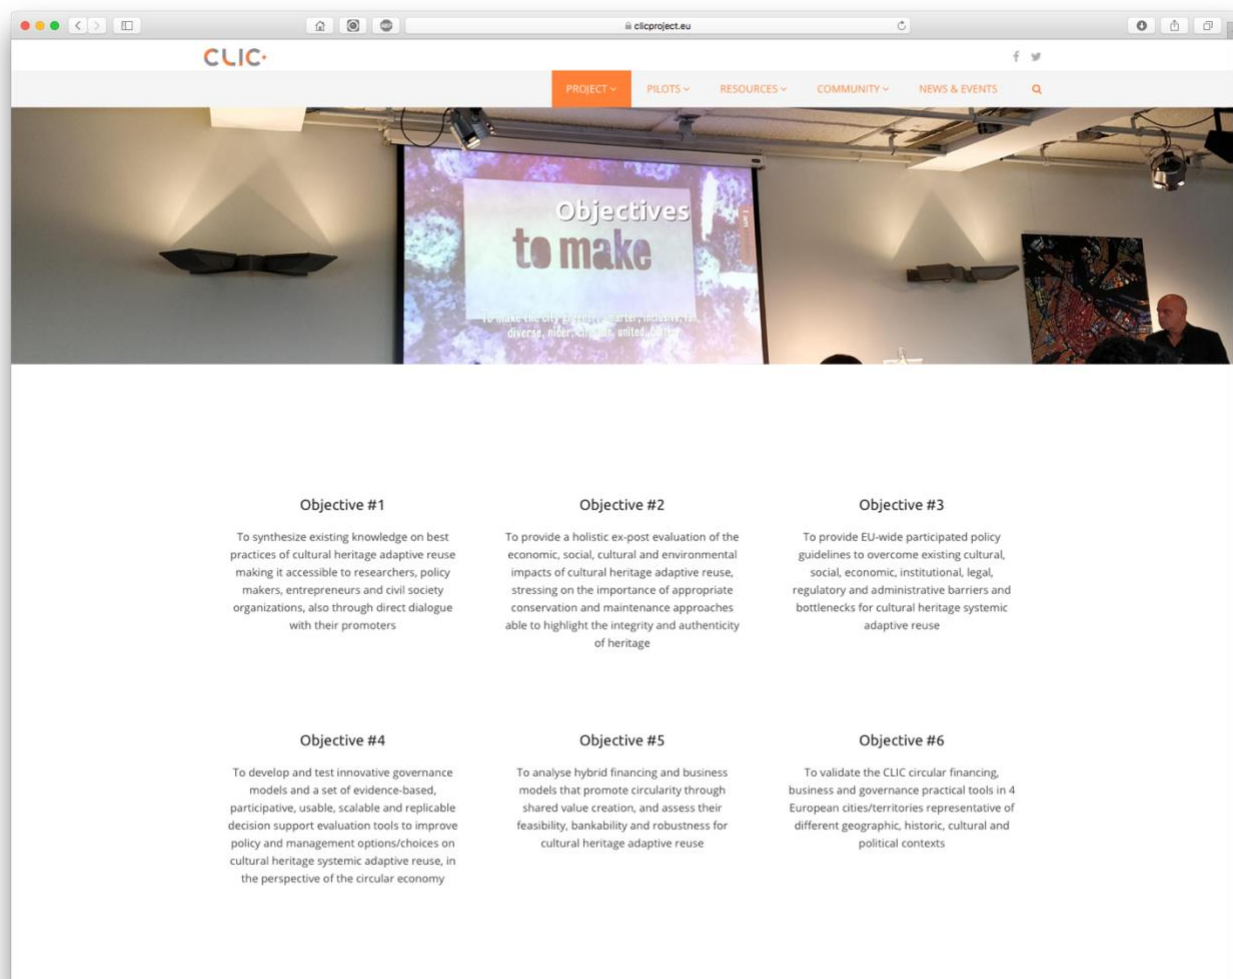 clicproject.eu
CLIC
PROJECT
PILOTS
RESOURCES
COMMUNITY
NEWS & EVENTS
Objectives
to make
To make the city
diverse, nicer,
united,
Objective #1
To synthesize existing knowledge on best
practices of cultural heritage adaptive reuse
making it accessible to researchers, policy
makers, entrepreneurs and civil society
organizations, also through direct dialogue
with their promoters
Objective #2
To provide a holistic ex-post evaluation of the
economic, social, cultural and environmental
impacts of cultural heritage adaptive reuse,
stressing on the importance of appropriate
conservation and maintenance approaches
able to highlight the integrity and authenticity
of heritage
Objective #3
To provide EU-wide participated policy
guidelines to overcome existing cultural,
social, economic, institutional, legal,
regulatory and administrative barriers and
bottlenecks for cultural heritage systemic
adaptive reuse
Objective #4
To develop and test innovative governance
models and a set of evidence-based,
participative, usable, scalable and replicable
decision support evaluation tools to improve
policy and management options/choices on
cultural heritage systemic adaptive reuse, in
the perspective of the circular economy
Objective #5
To analyse hybrid financing and business
models that promote circularity through
shared value creation, and assess their
feasibility, bankability and robustness for
cultural heritage adaptive reuse
Objective #6
To validate the CLIC circular financing,
business and governance practical tools in 4
European cities/territories representative of
different geographic, historic, cultural and
political contexts